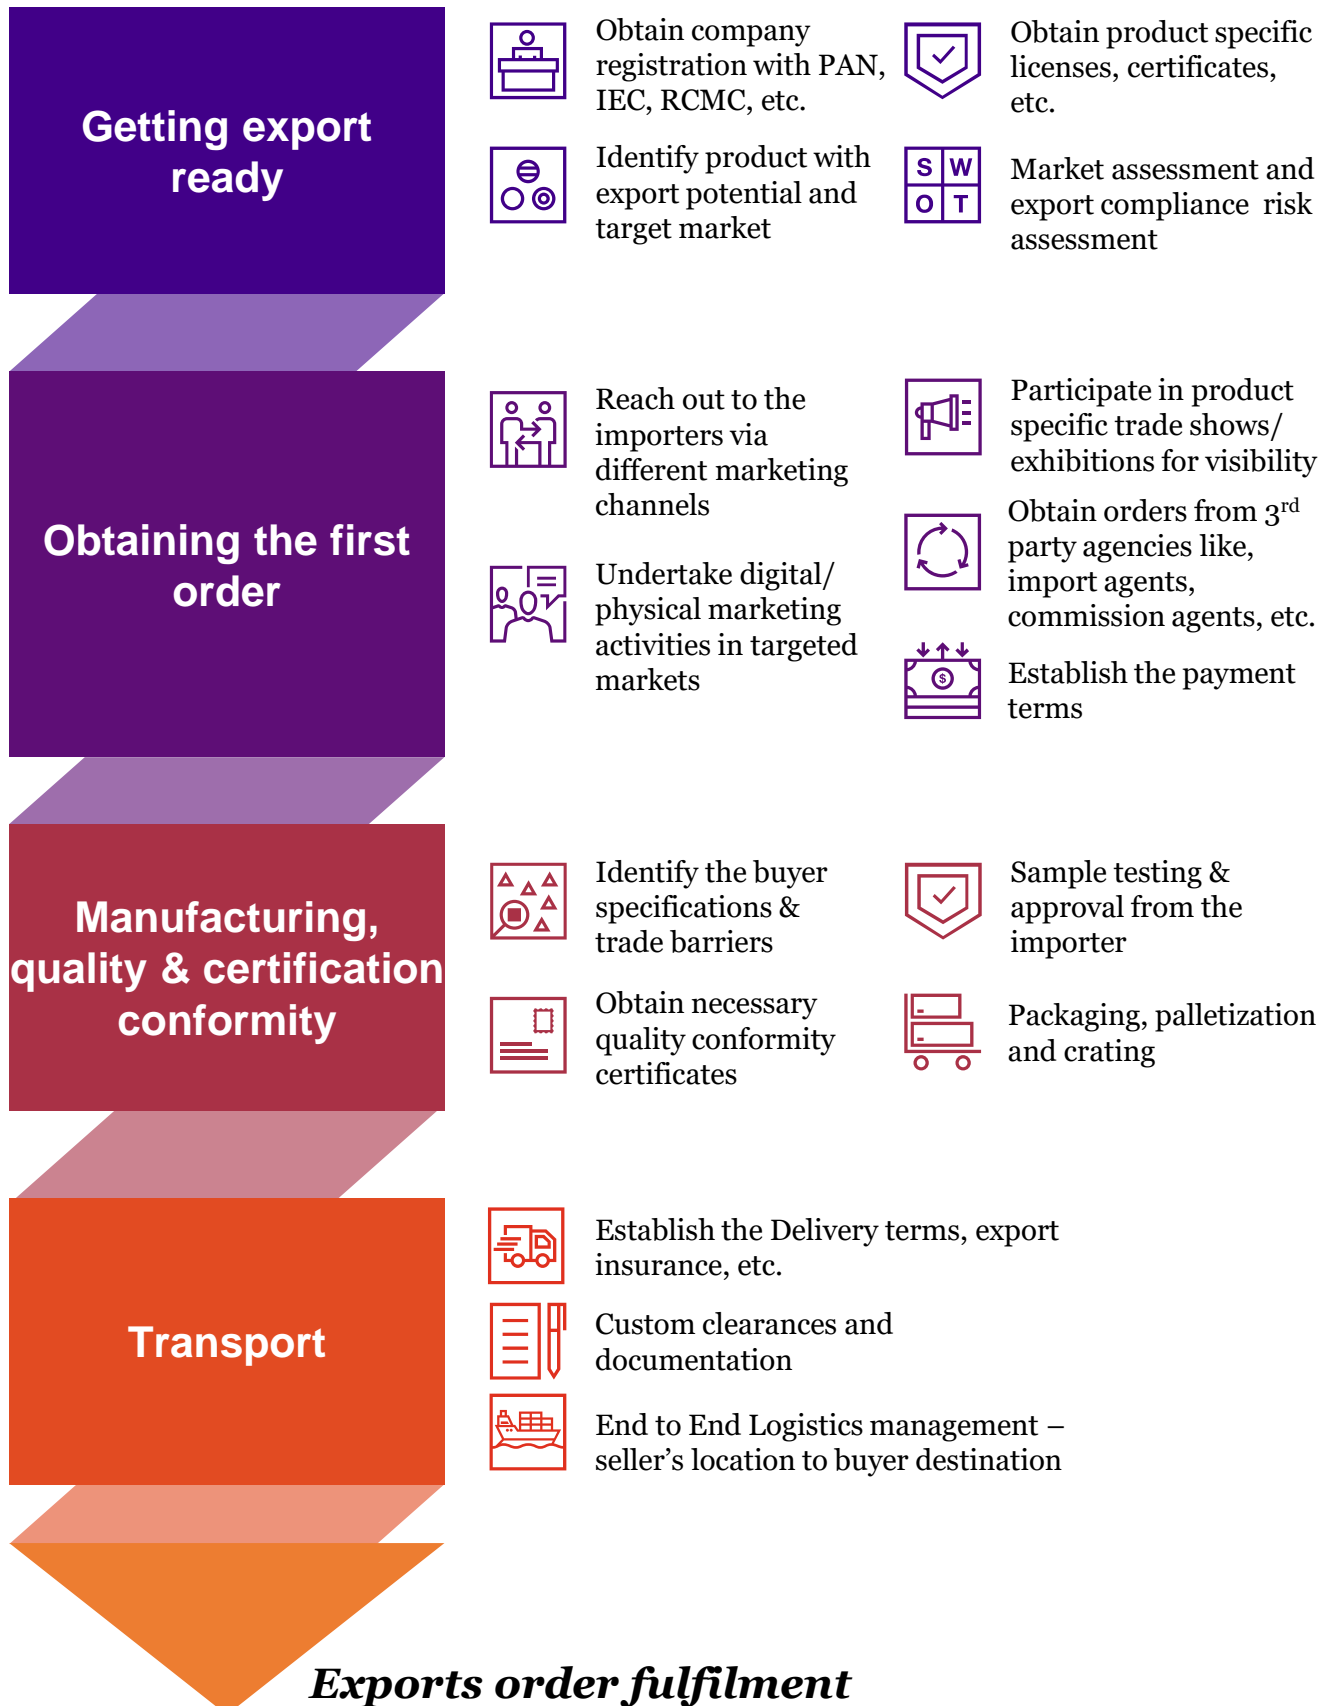 Getting export
ready
Obtain company
registration with PAN,
IEC, RCMC, etc.
Obtain product specific
licenses, certificates,
etc.
Identify product with
export potential and
target market
S W
O T
Market assessment and
export compliance risk
assessment
Obtaining the first
order
Reach out to the
importers via
different marketing
channels
Participate in product
specific trade shows/
exhibitions for visibility
Undertake digital/
physical marketing
activities in targeted
markets
Obtain orders from 3rd
party agencies like,
import agents,
commission agents, etc.
$
Establish the payment
terms
Manufacturing,
quality & certification
conformity
Identify the buyer
specifications &
trade barriers
Sample testing &
approval from the
importer
Obtain necessary
quality conformity
certificates
Packaging, palletization
and crating
Transport
Establish the Delivery terms, export
insurance, etc.
Custom clearances and
documentation
End to End Logistics management –
seller’s location to buyer destination
Exports order fulfilment